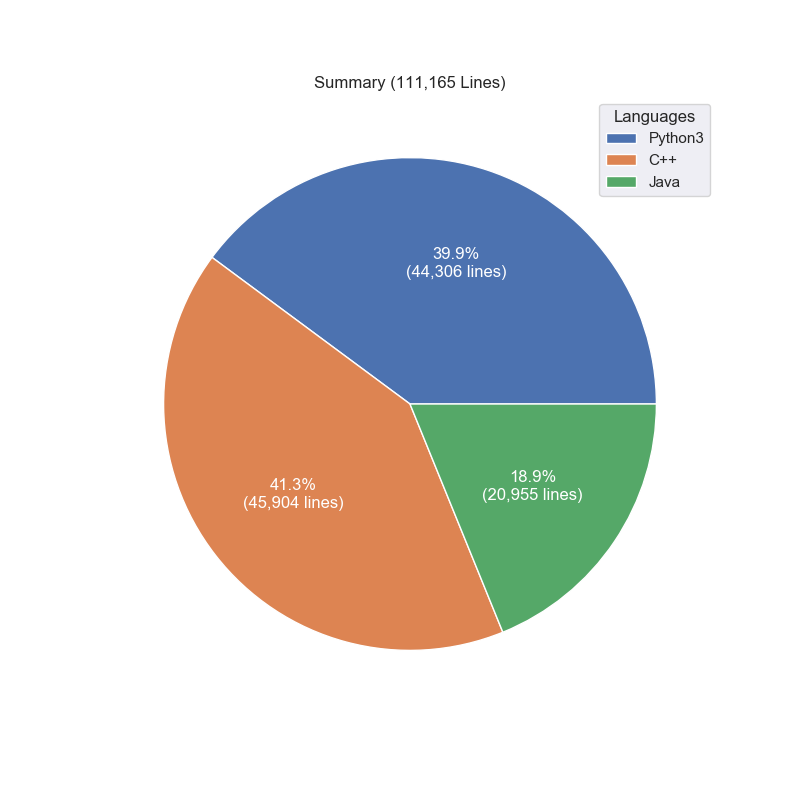 Summary (111,165 Lines)
Languages
Python3
C++
Java
39.9%
(44,306 lines)
41.3%
(45,904 lines)
18.9%
(20,955 lines)